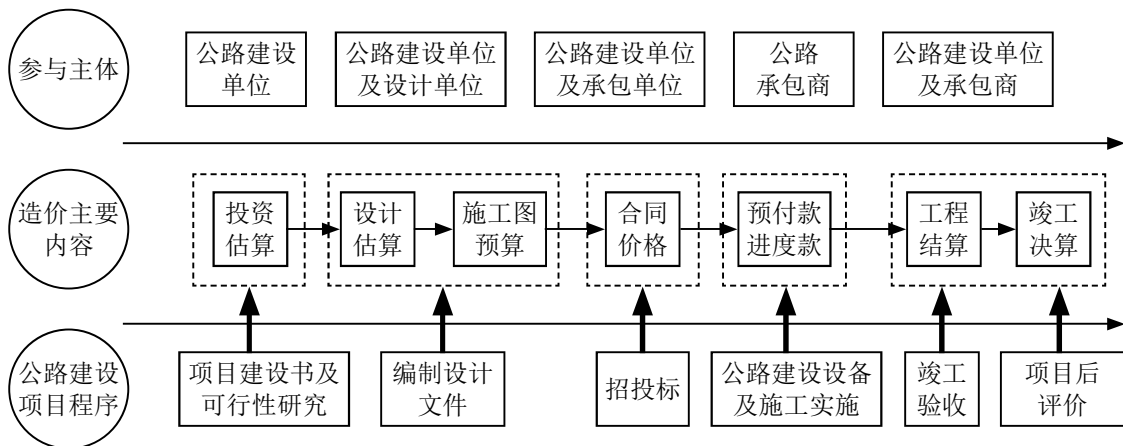 参与主体
公路建设
单位
公路建设单位
及设计单位
公路建设单位
及承包单位
公路
承包商
公路建设单位
及承包商
造价主要
内容
投资
估算
设计
估算
施工图
预算
合同
价格
预付款
进度款
工程
结算
竣工
决算
公路建设
项目程序
项目建设书及
可行性研究
编制设计
文件
招投标
公路建设设备
及施工实施
竣工
验收
项目后
评价